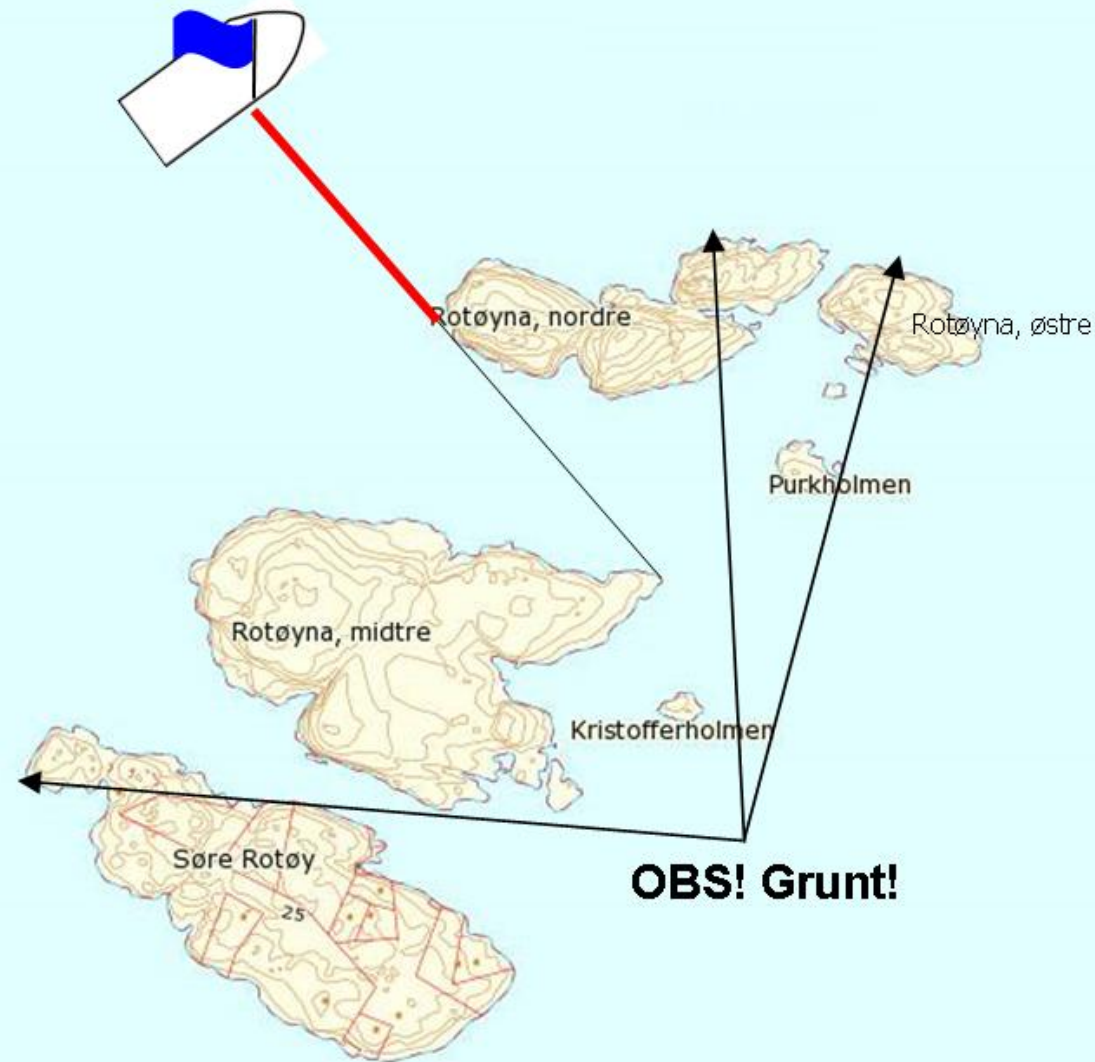 Rotøyna, nordre
Rotøyna, østre
Purkholmen
Rotøyna, midtre
Kristofferholmen
Søre Rotøy
OBS! Grunt!
25